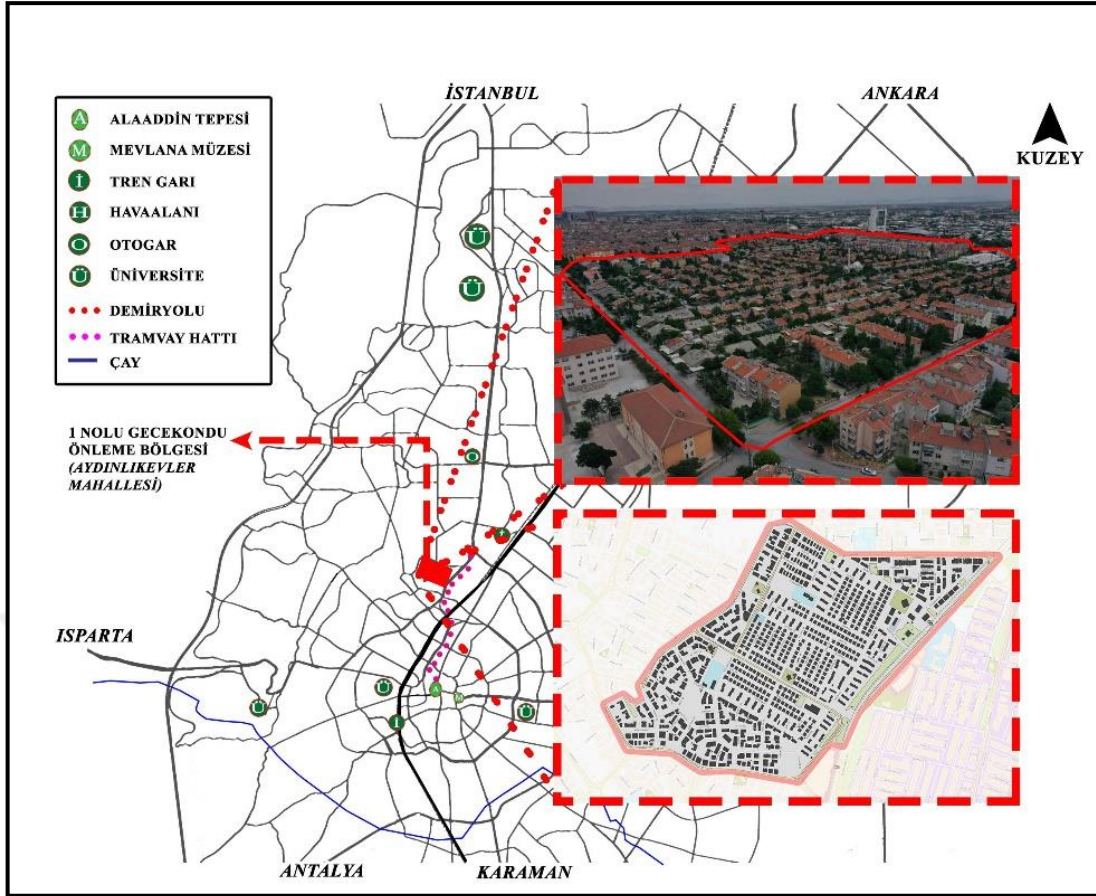 İSTANBUL
ANKARA
KUZEY
A ALAADDİN TEPESİ
M MEVLANA MÜZESİ
İ TREN GARI
H HAVAALANI
O OTOGAR
Ü ÜNİVERSİTE
DEMİRYOLU
TRAMVAY HATTI
ÇAY
Ü
Ü
1 NOLU GECEKONDU
ÖNLEME BÖLGESİ
(AYDINLIKEVLER
MAHALLESİ)
O
ISPARTA
Ü
Ü
A
M
Ü
İ
ANTALYA
KARAMAN